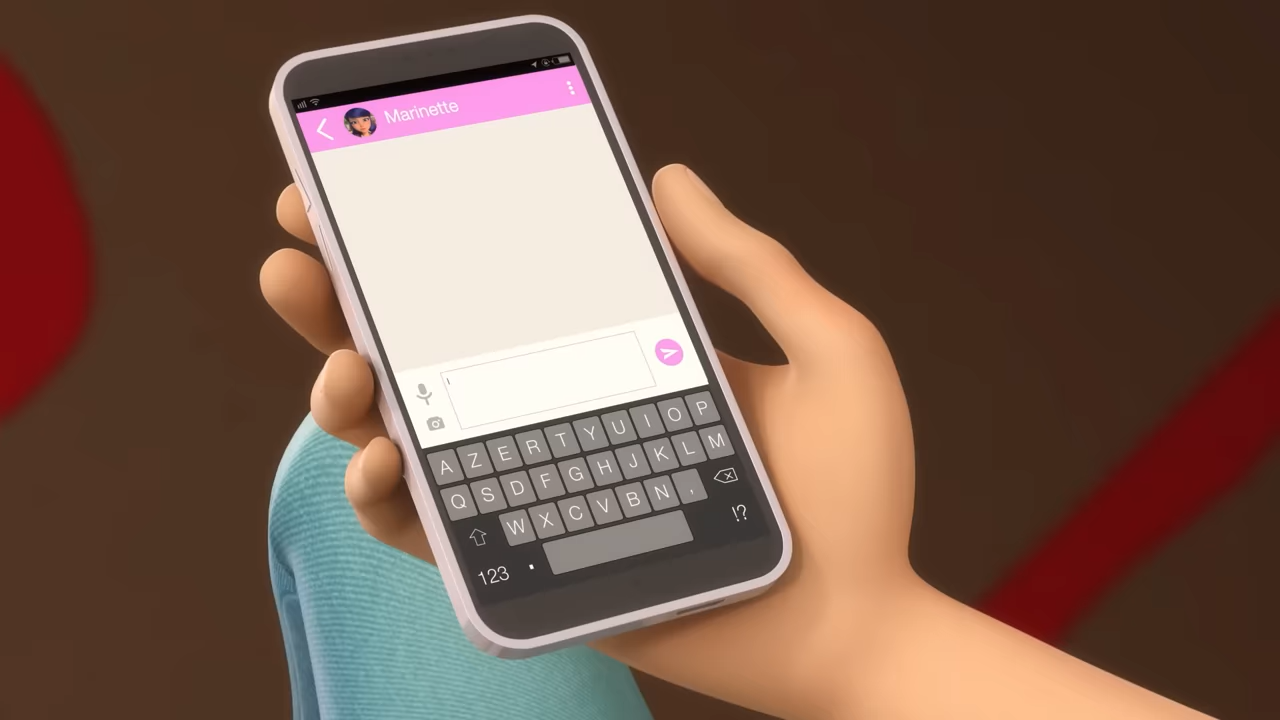 Marinette
A Z E R T Y U I O P
Q S D F G H J K L M
W X C V B N ,
123 . !?